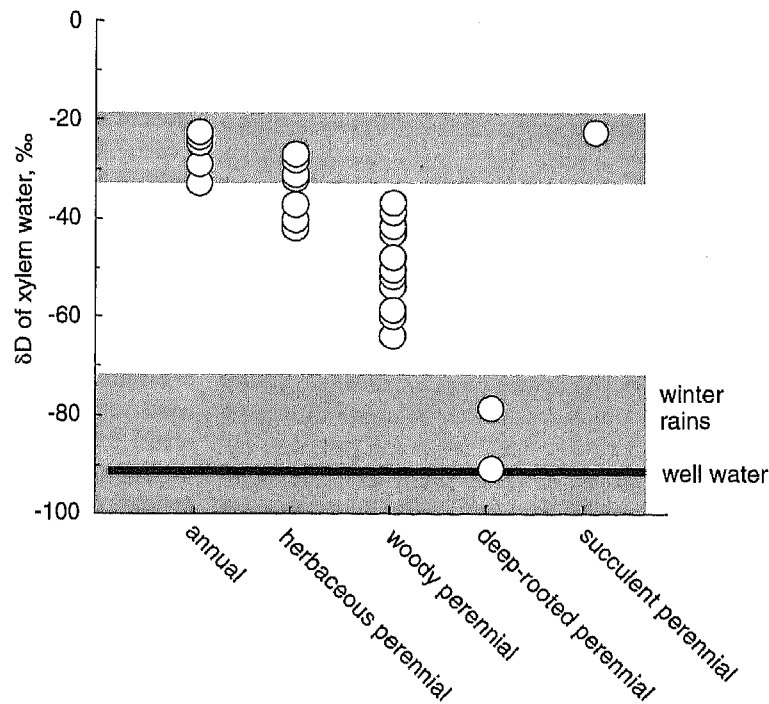 δD of xylem water, ‰
0
-20
-40
-60
-80
-100
winter
rains
well water
annual
herbaceous perennial
woody perennial
deep-rooted perennial
succulent perennial